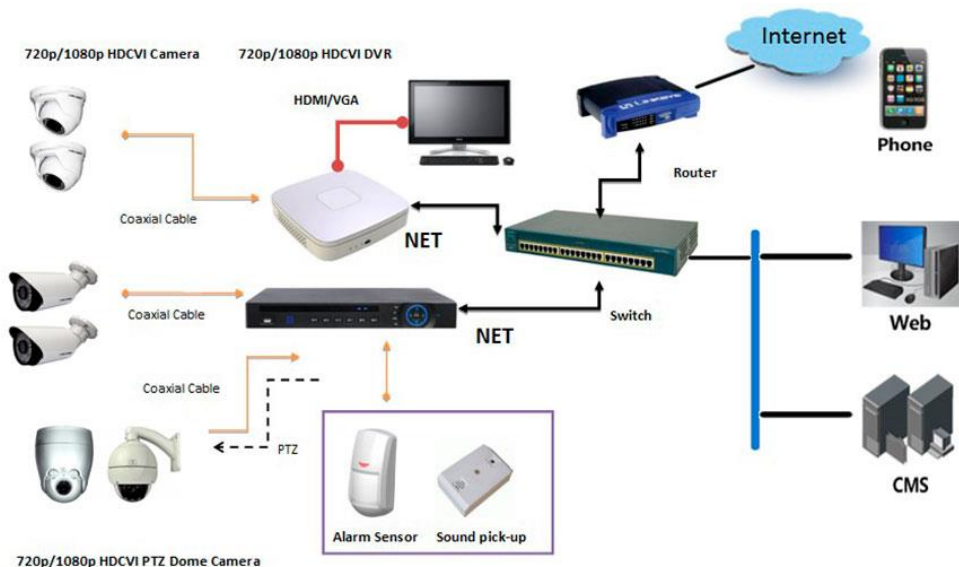 720p/1080p HDCVI Camera
720p/1080p HDCVI DVR
Internet
HDMI/VGA
Linksys
Phone
Router
Coaxial Cable
NET
Coaxial Cable
NET
Switch
Web
Coaxial Cable
PTZ
CMS
Alarm Sensor
Sound pick-up
720p/1080p HDCVI PTZ Dome Camera